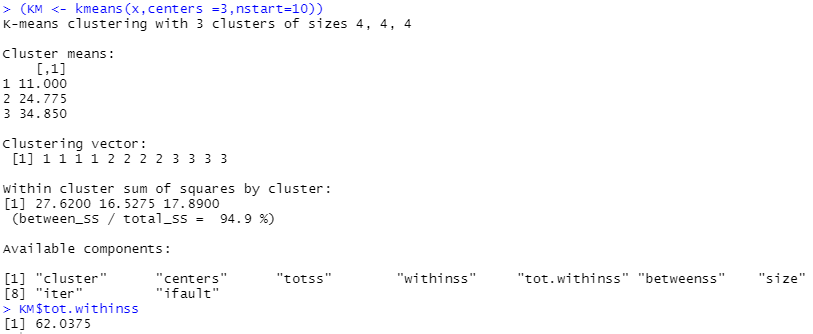 > (KM <- kmeans(x,centers =3,nstart=10))
K-means clustering with 3 clusters of sizes 4, 4, 4
Cluster means:
[,1]
1 11.000
2 24.775
3 34.850
Clustering vector:
[1] 1 1 1 1 2 2 2 2 3 3 3 3
Within cluster sum of squares by cluster:
[1] 27.6200 16.5275 17.8900
(between_SS / total_SS =  94.9 %)
Available components:
[1] "cluster"      "centers"      "totss"        "withinss"     "tot.withinss" "betweenss"    "size"
[8] "iter"         "ifault"
> KM$tot.withinss
[1] 62.0375